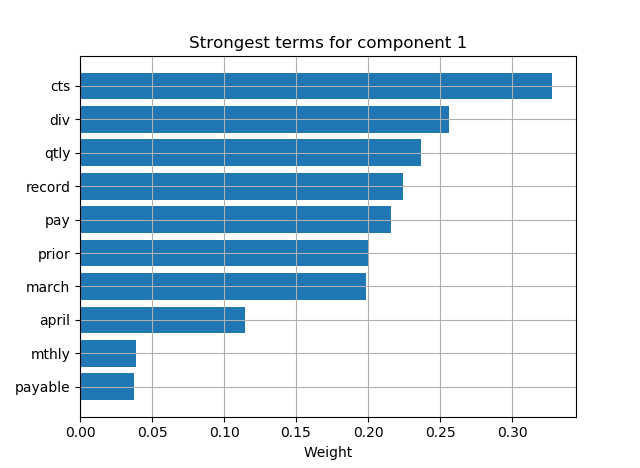 Strongest terms for component 1
cts
div
qtly
record
pay
prior
march
april
mthly
payable
0.00 0.05 0.10 0.15 0.20 0.25 0.30
Weight